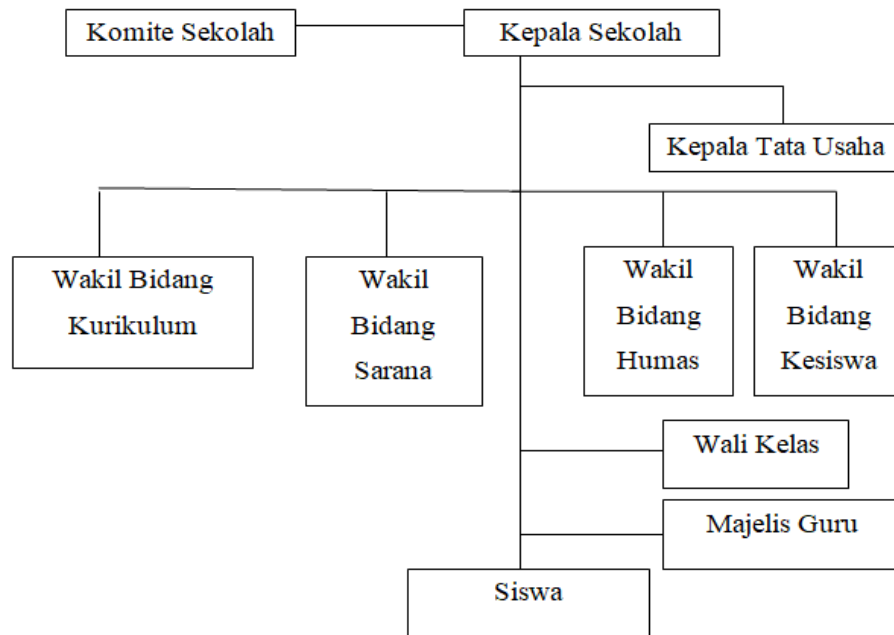 Komite Sekolah
Kepala Sekolah
Kepala Tata Usaha
Wakil Bidang
Kurikulum
Wakil
Bidang
Sarana
Wakil
Bidang
Humas
Wakil
Bidang
Kesiswa
Wali Kelas
Majelis Guru
Siswa